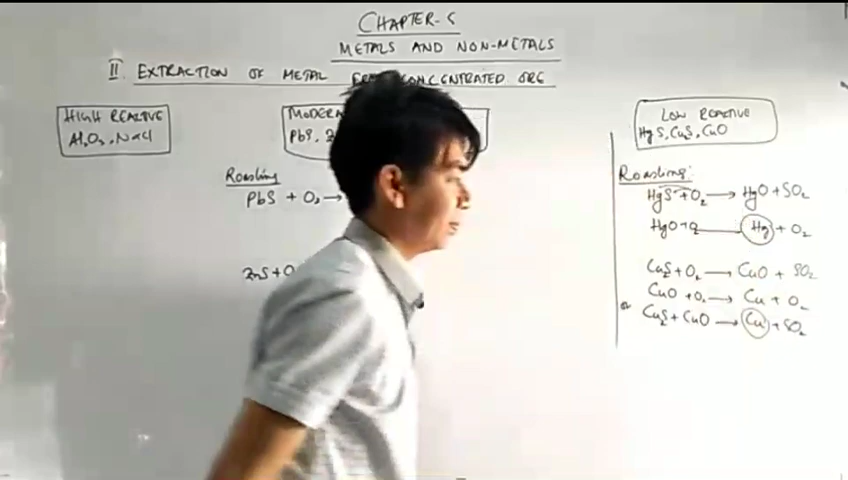 CHAPTER-5
METALS AND NON-METALS
II EXTRACTION OF METAL CONCENTRATED ORE
HIGH REACTIVE
Al₂O₃, NaCl
MODERA
PbS, Z
LOW REACTIVE
HgS, Cu₂S, CuO
Roasting
PbS + O₂ →
ZnS + O
Roasting:
HgS + O₂ → HgO + SO₂
HgO + O₂ → Hg + O₂
Cu₂S + O₂ → CuO + SO₂
CuO + O₂ → Cu + O₂
or Cu₂S + CuO → Cu + SO₂